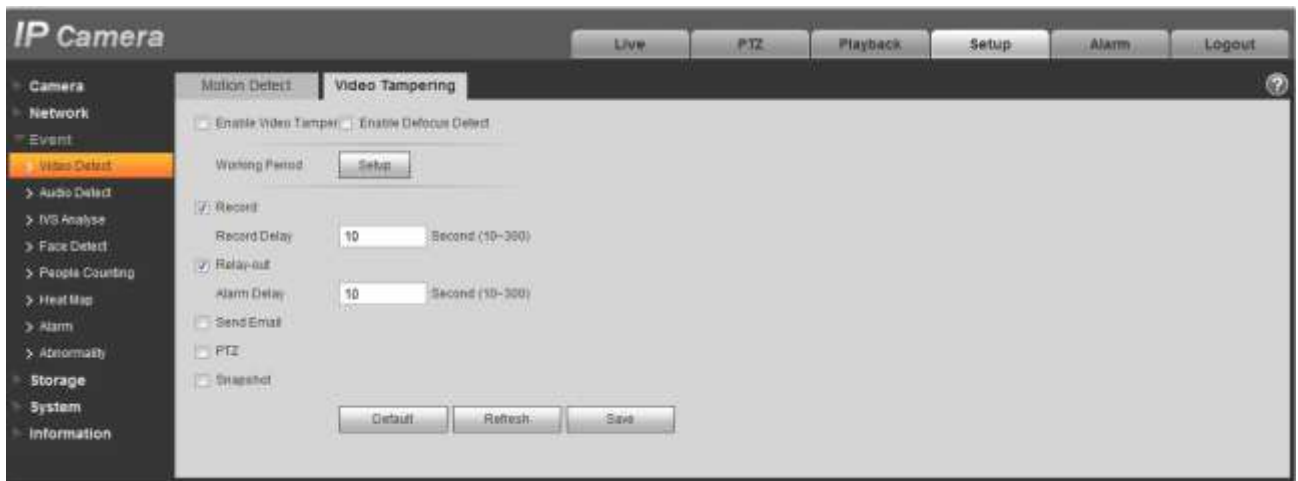 IP Camera
Live PTZ Playback Setup Alarm Logout
Camera
Network
Event
Video Detect
Audio Detect
IVS Analyse
Face Detect
People Counting
Heat Map
Alarm
Abnormality
Storage
System
Information
Motion Detect Video Tampering ?
Enable Video Tamper Enable Defocus Detect
Working Period Setup
Record
Record Delay 10 Second (10~300)
Relay-out
Alarm Delay 10 Second (10~300)
Send Email
PTZ
Snapshot
Default Refresh Save